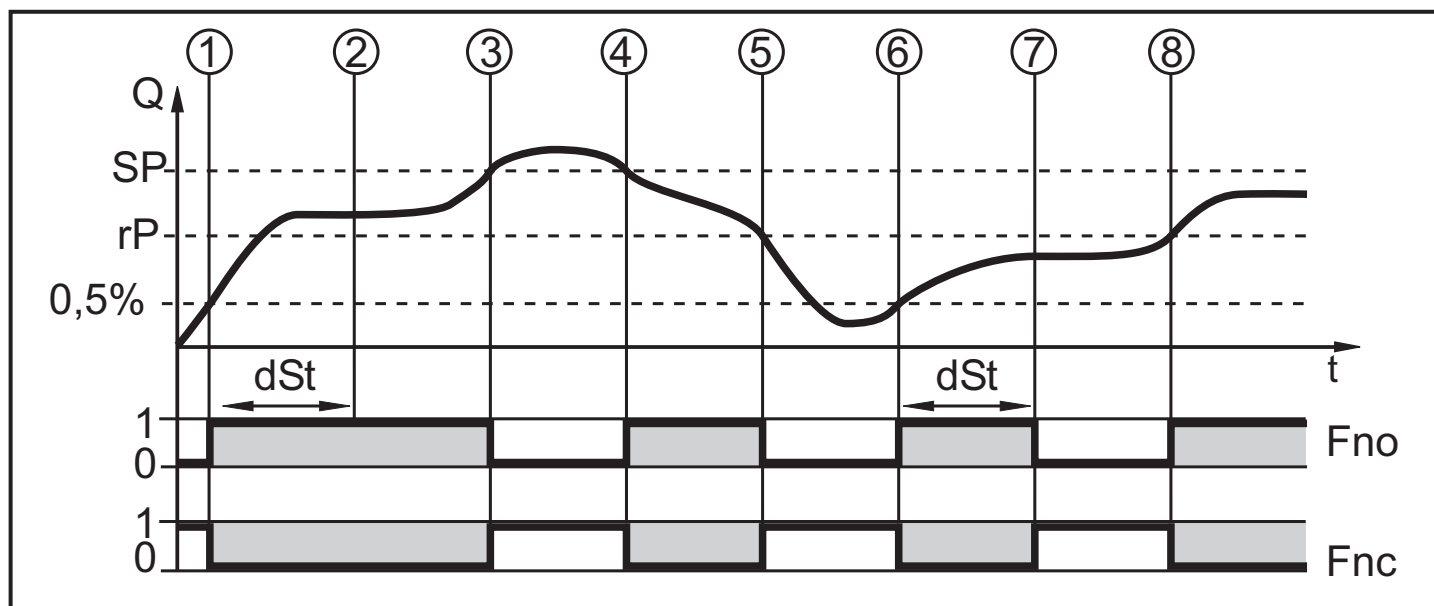 ① ② ③ ④ ⑤ ⑥ ⑦ ⑧
Q
SP
rP
0,5%
t
dSt dSt
1
0
Fno
1
0
Fnc